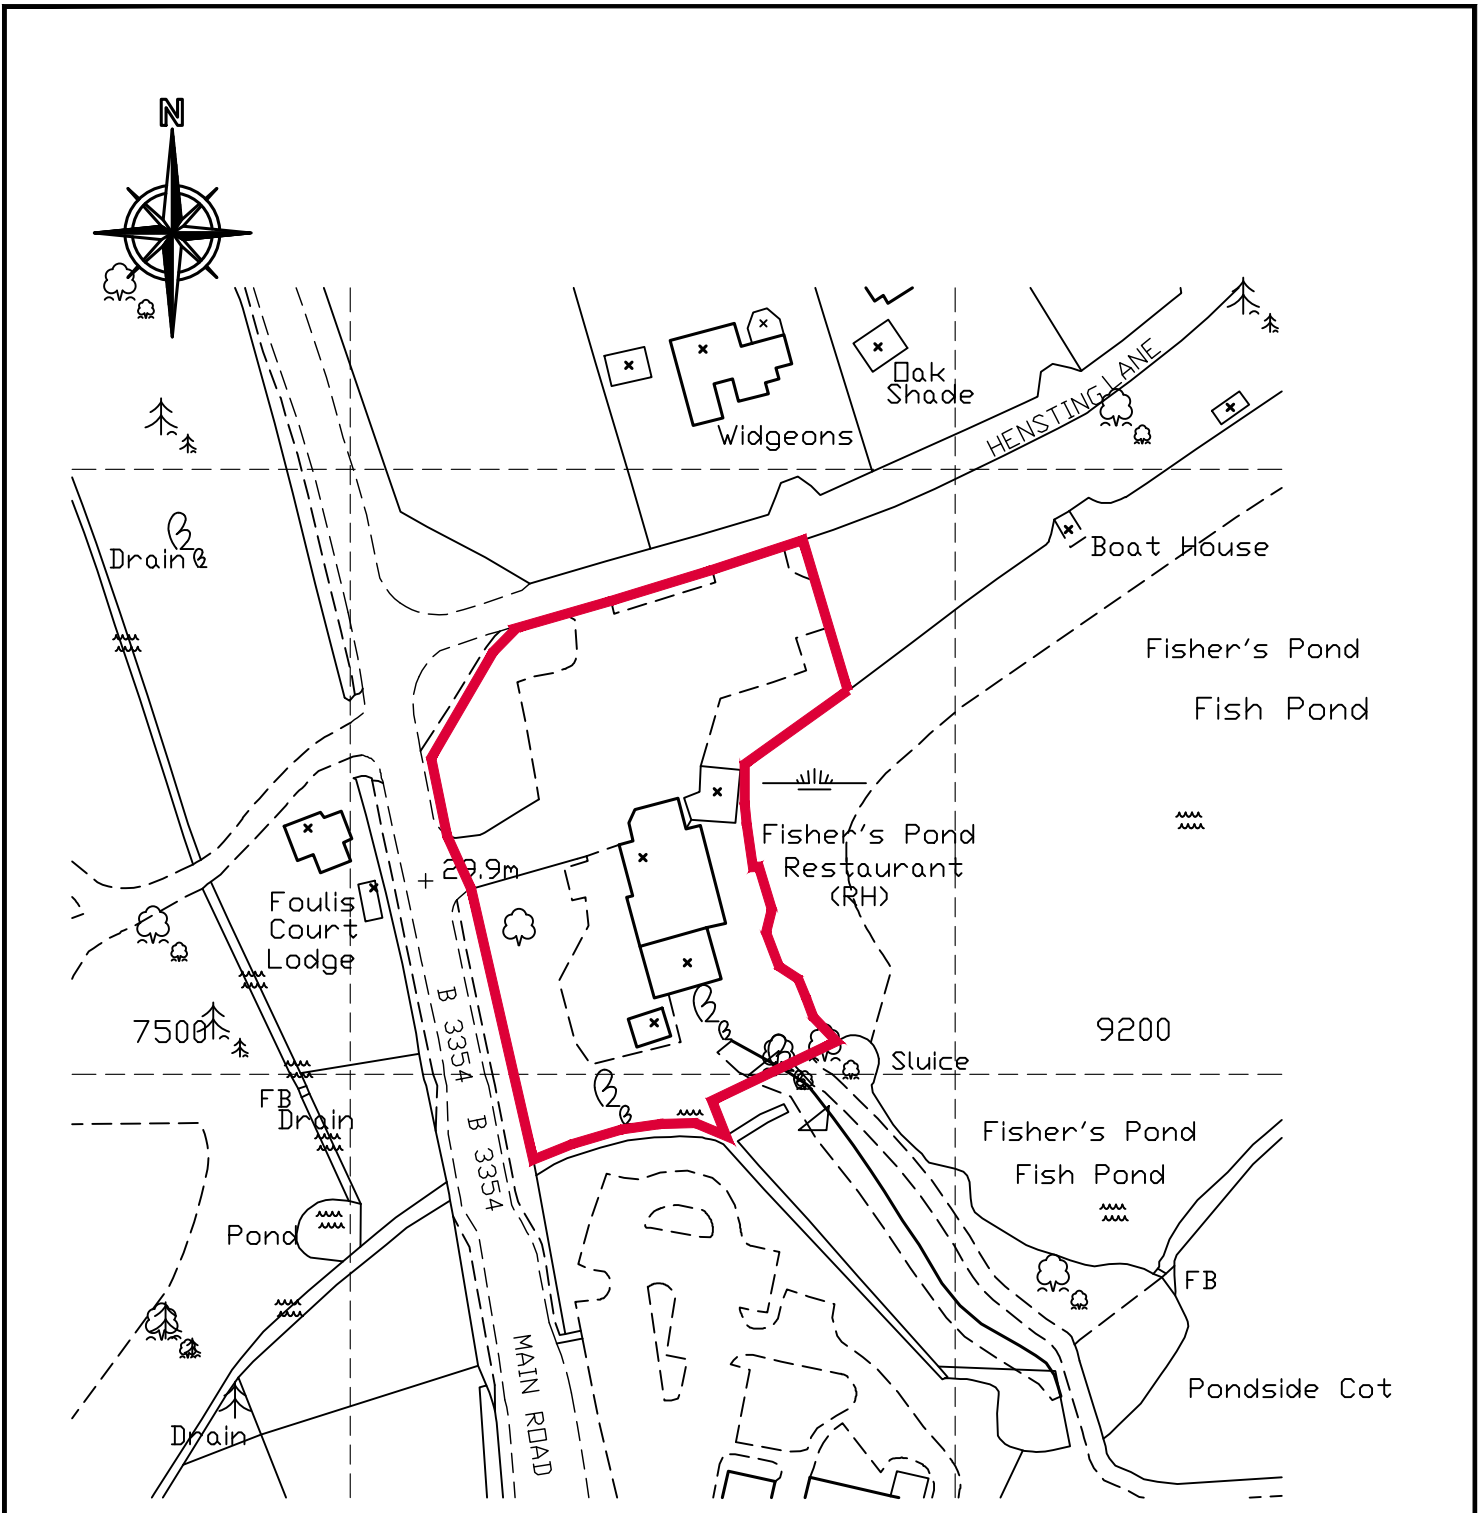 N
Oak
Shade
HENSTING LANE
Widgeons
Drain
Boat House
Fisher's Pond
Fish Pond
Fisher's Pond
Restaurant
(RH)
29.9m
Foulis
Court
Lodge
B 3354
7500
9200
Sluice
FB
Drain
B 3354
Fisher's Pond
Fish Pond
Pond
FB
MAIN ROAD
Pondside Cot
Drain